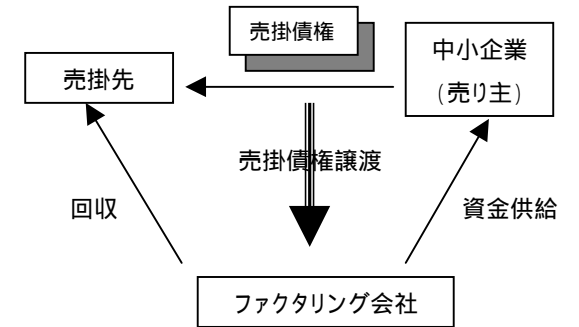 売掛債権
売掛先
中小企業
(売り主)
売掛債権譲渡
回収
資金供給
ファクタリング会社